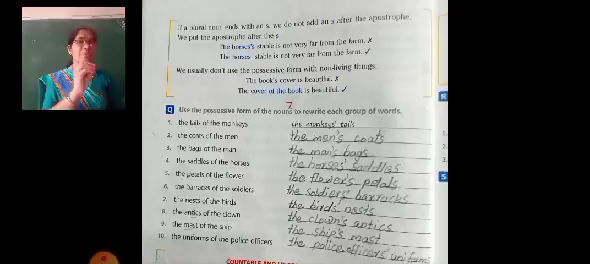 If a plural noun ends with an s, we do not add an s after the apostrophe.
We put the apostrophe after the s
The horses's stable is not very far from the farm. ✗
The horses' stable is not very far from the farm. ✓
We usually don't use the possessive form with non-living things.
The book's cover is beautiful. ✗
The cover of the book is beautiful. ✓
7
Q Use the possessive form of the nouns to rewrite each group of words.
1. the tails of the monkeys the monkeys' tails
2. the coats of the men the men's coats
3. the bags of the man the man's bags
4. the saddles of the horses the horses' saddles
5. the petals of the flower the flower's petals
6. the barracks of the soldiers the soldiers' barracks
7. the nests of the birds the birds' nests
8. the antics of the clown the clown's antics
9. the mast of the ship the ship's mast
10. the uniforms of the police officers the police officers' uniforms
COUNTABLE AND
R
1.
2.
3.
S